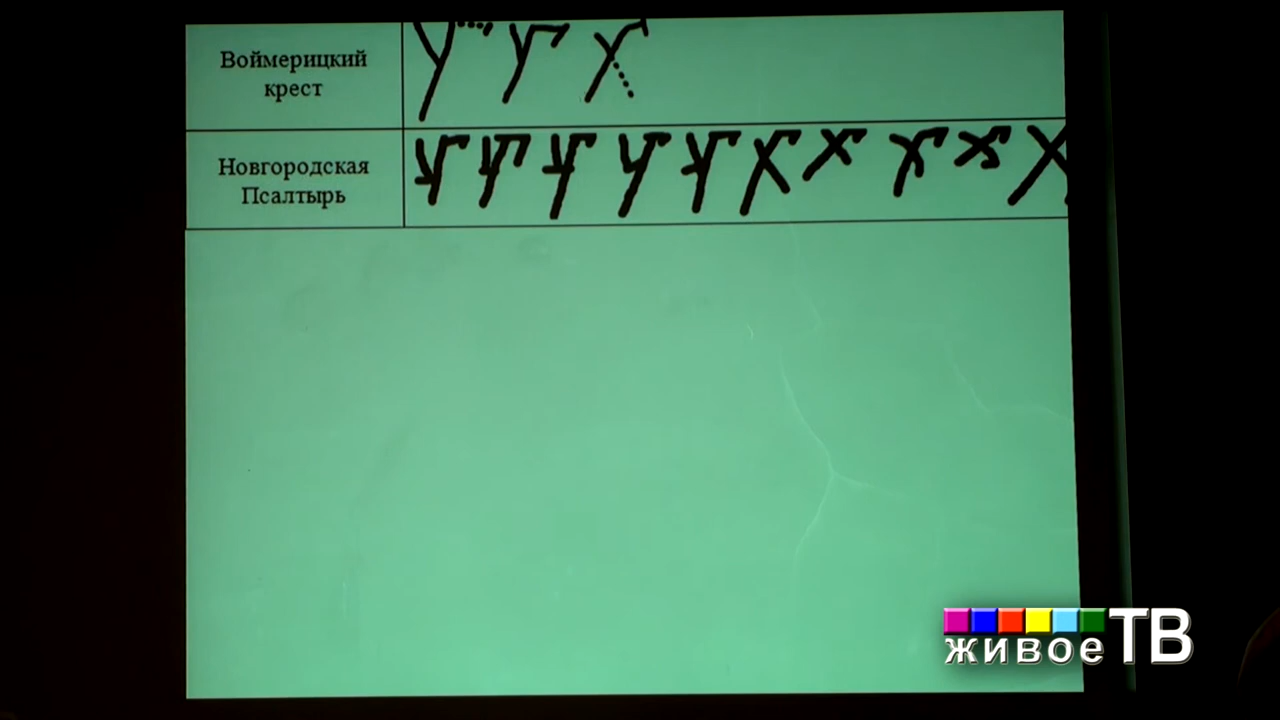 Воймерицкий
крест
Новгородская
Псалтырь
живоеТВ